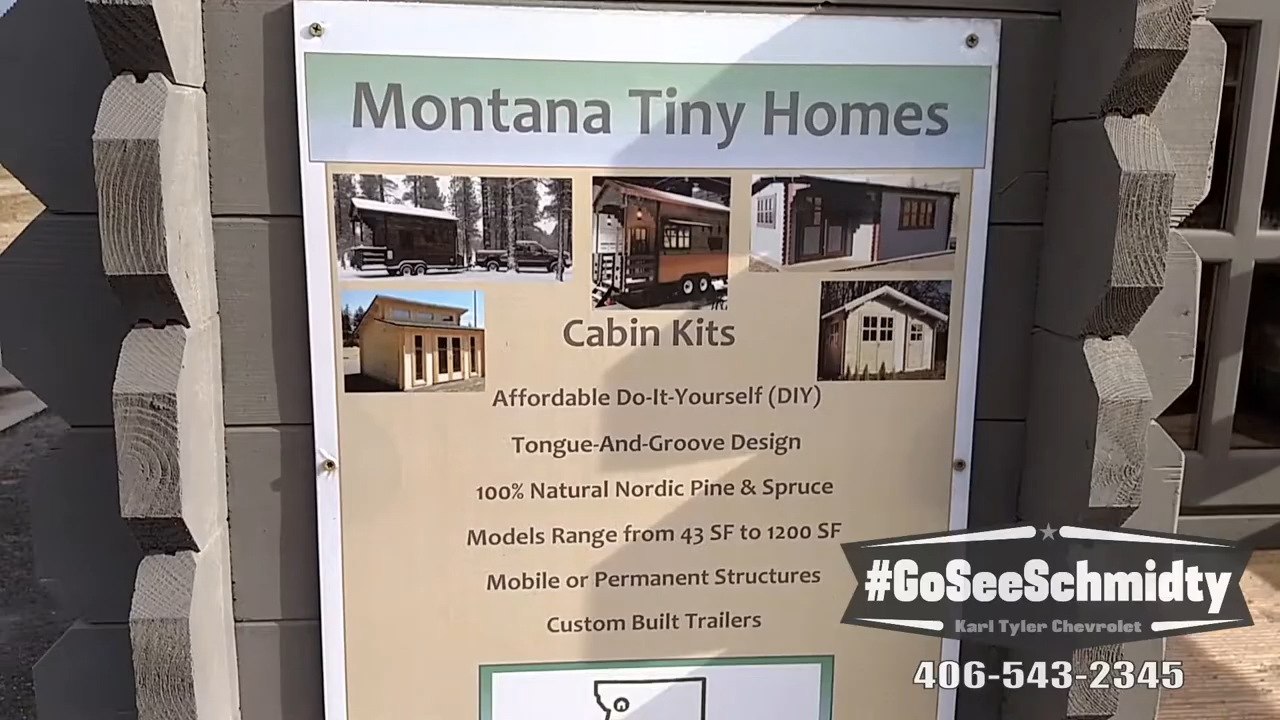 Montana Tiny Homes
Cabin Kits
Affordable Do-It-Yourself (DIY)
Tongue-And-Groove Design
100% Natural Nordic Pine & Spruce
Models Range from 43 SF to 1200 SF
Mobile or Permanent Structures
Custom Built Trailers
#GoSeeSchmidty
Karl Tyler Chevrolet
406-543-2345